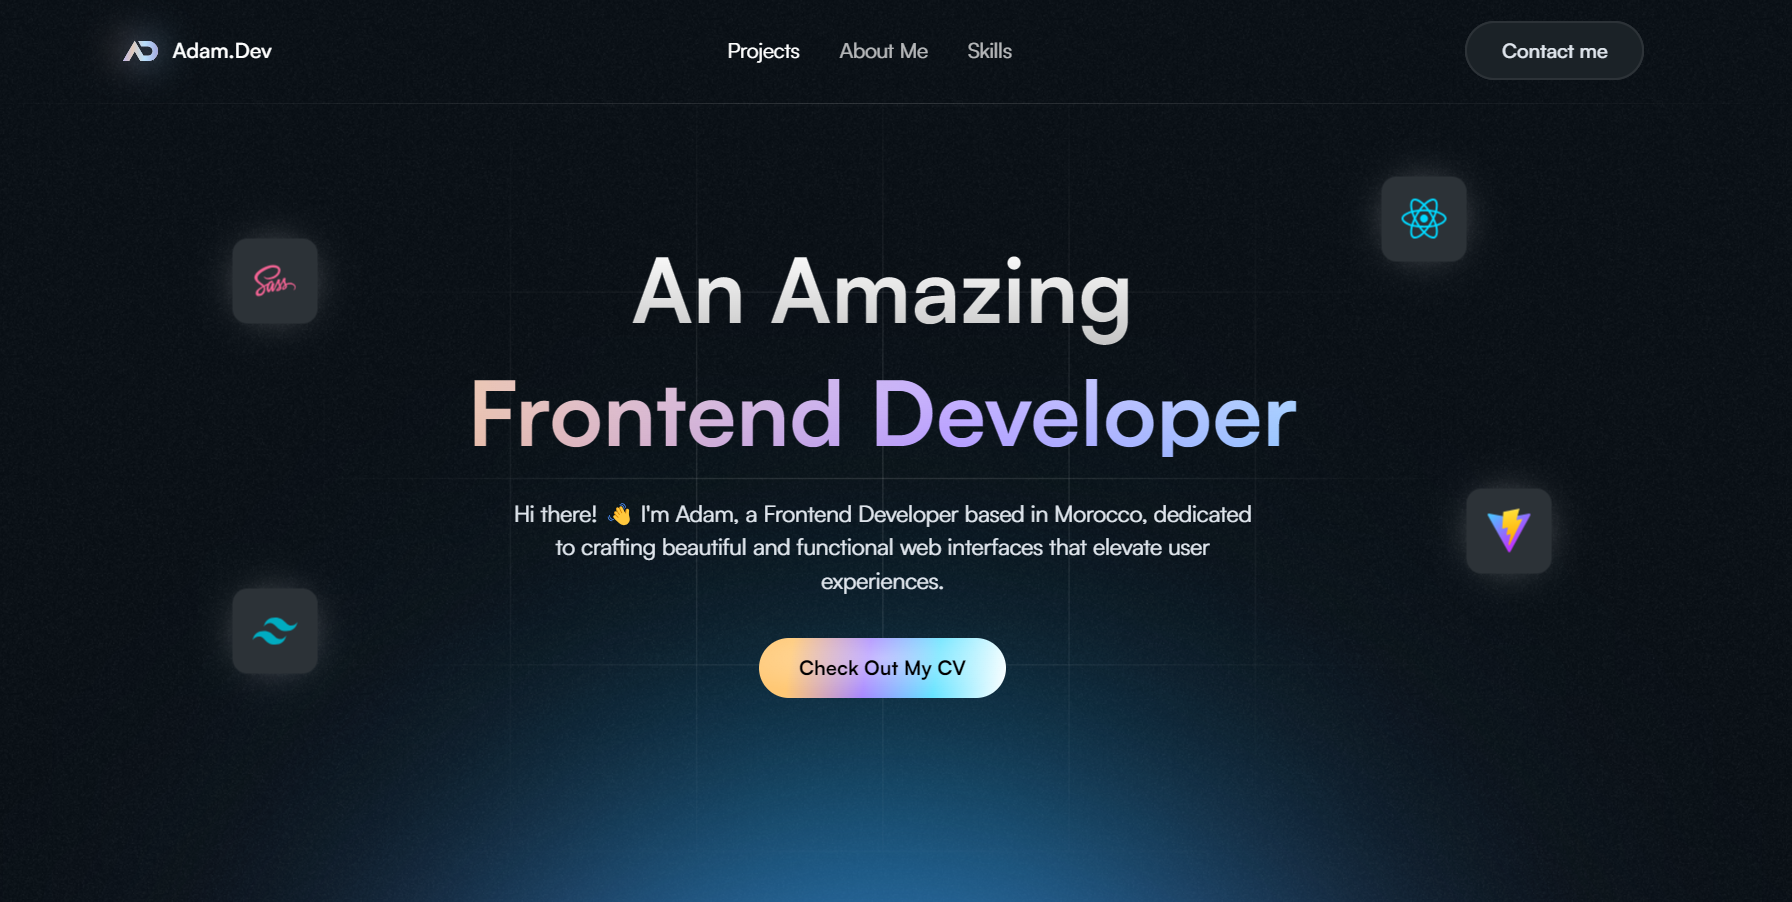 Adam.Dev
Projects
About Me
Skills
Contact me
Sass
An Amazing
Frontend Developer
Hi there! 👋 I'm Adam, a Frontend Developer based in Morocco, dedicated
to crafting beautiful and functional web interfaces that elevate user
experiences.
Check Out My CV